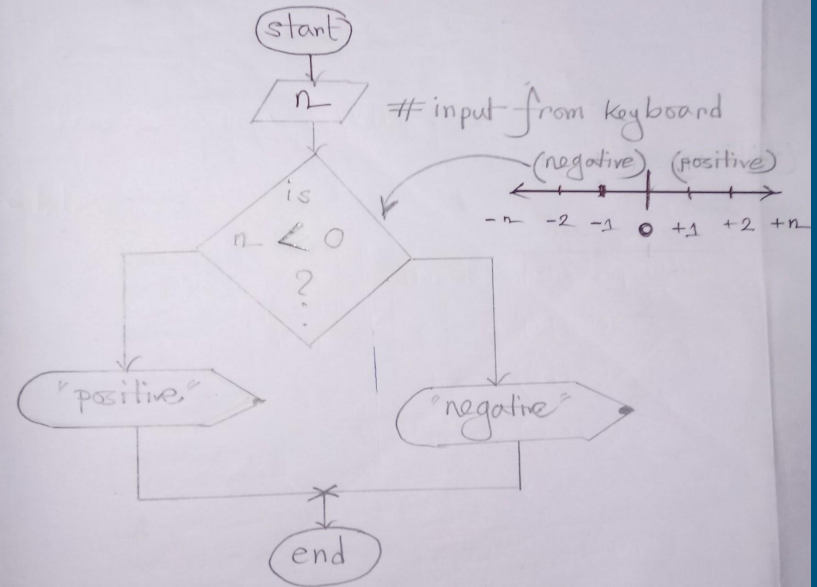 start
n # input from keyboard
(negative) (positive)
-n -2 -1 0 +1 +2 +n
is
n < 0
?
"positive" "negative"
end